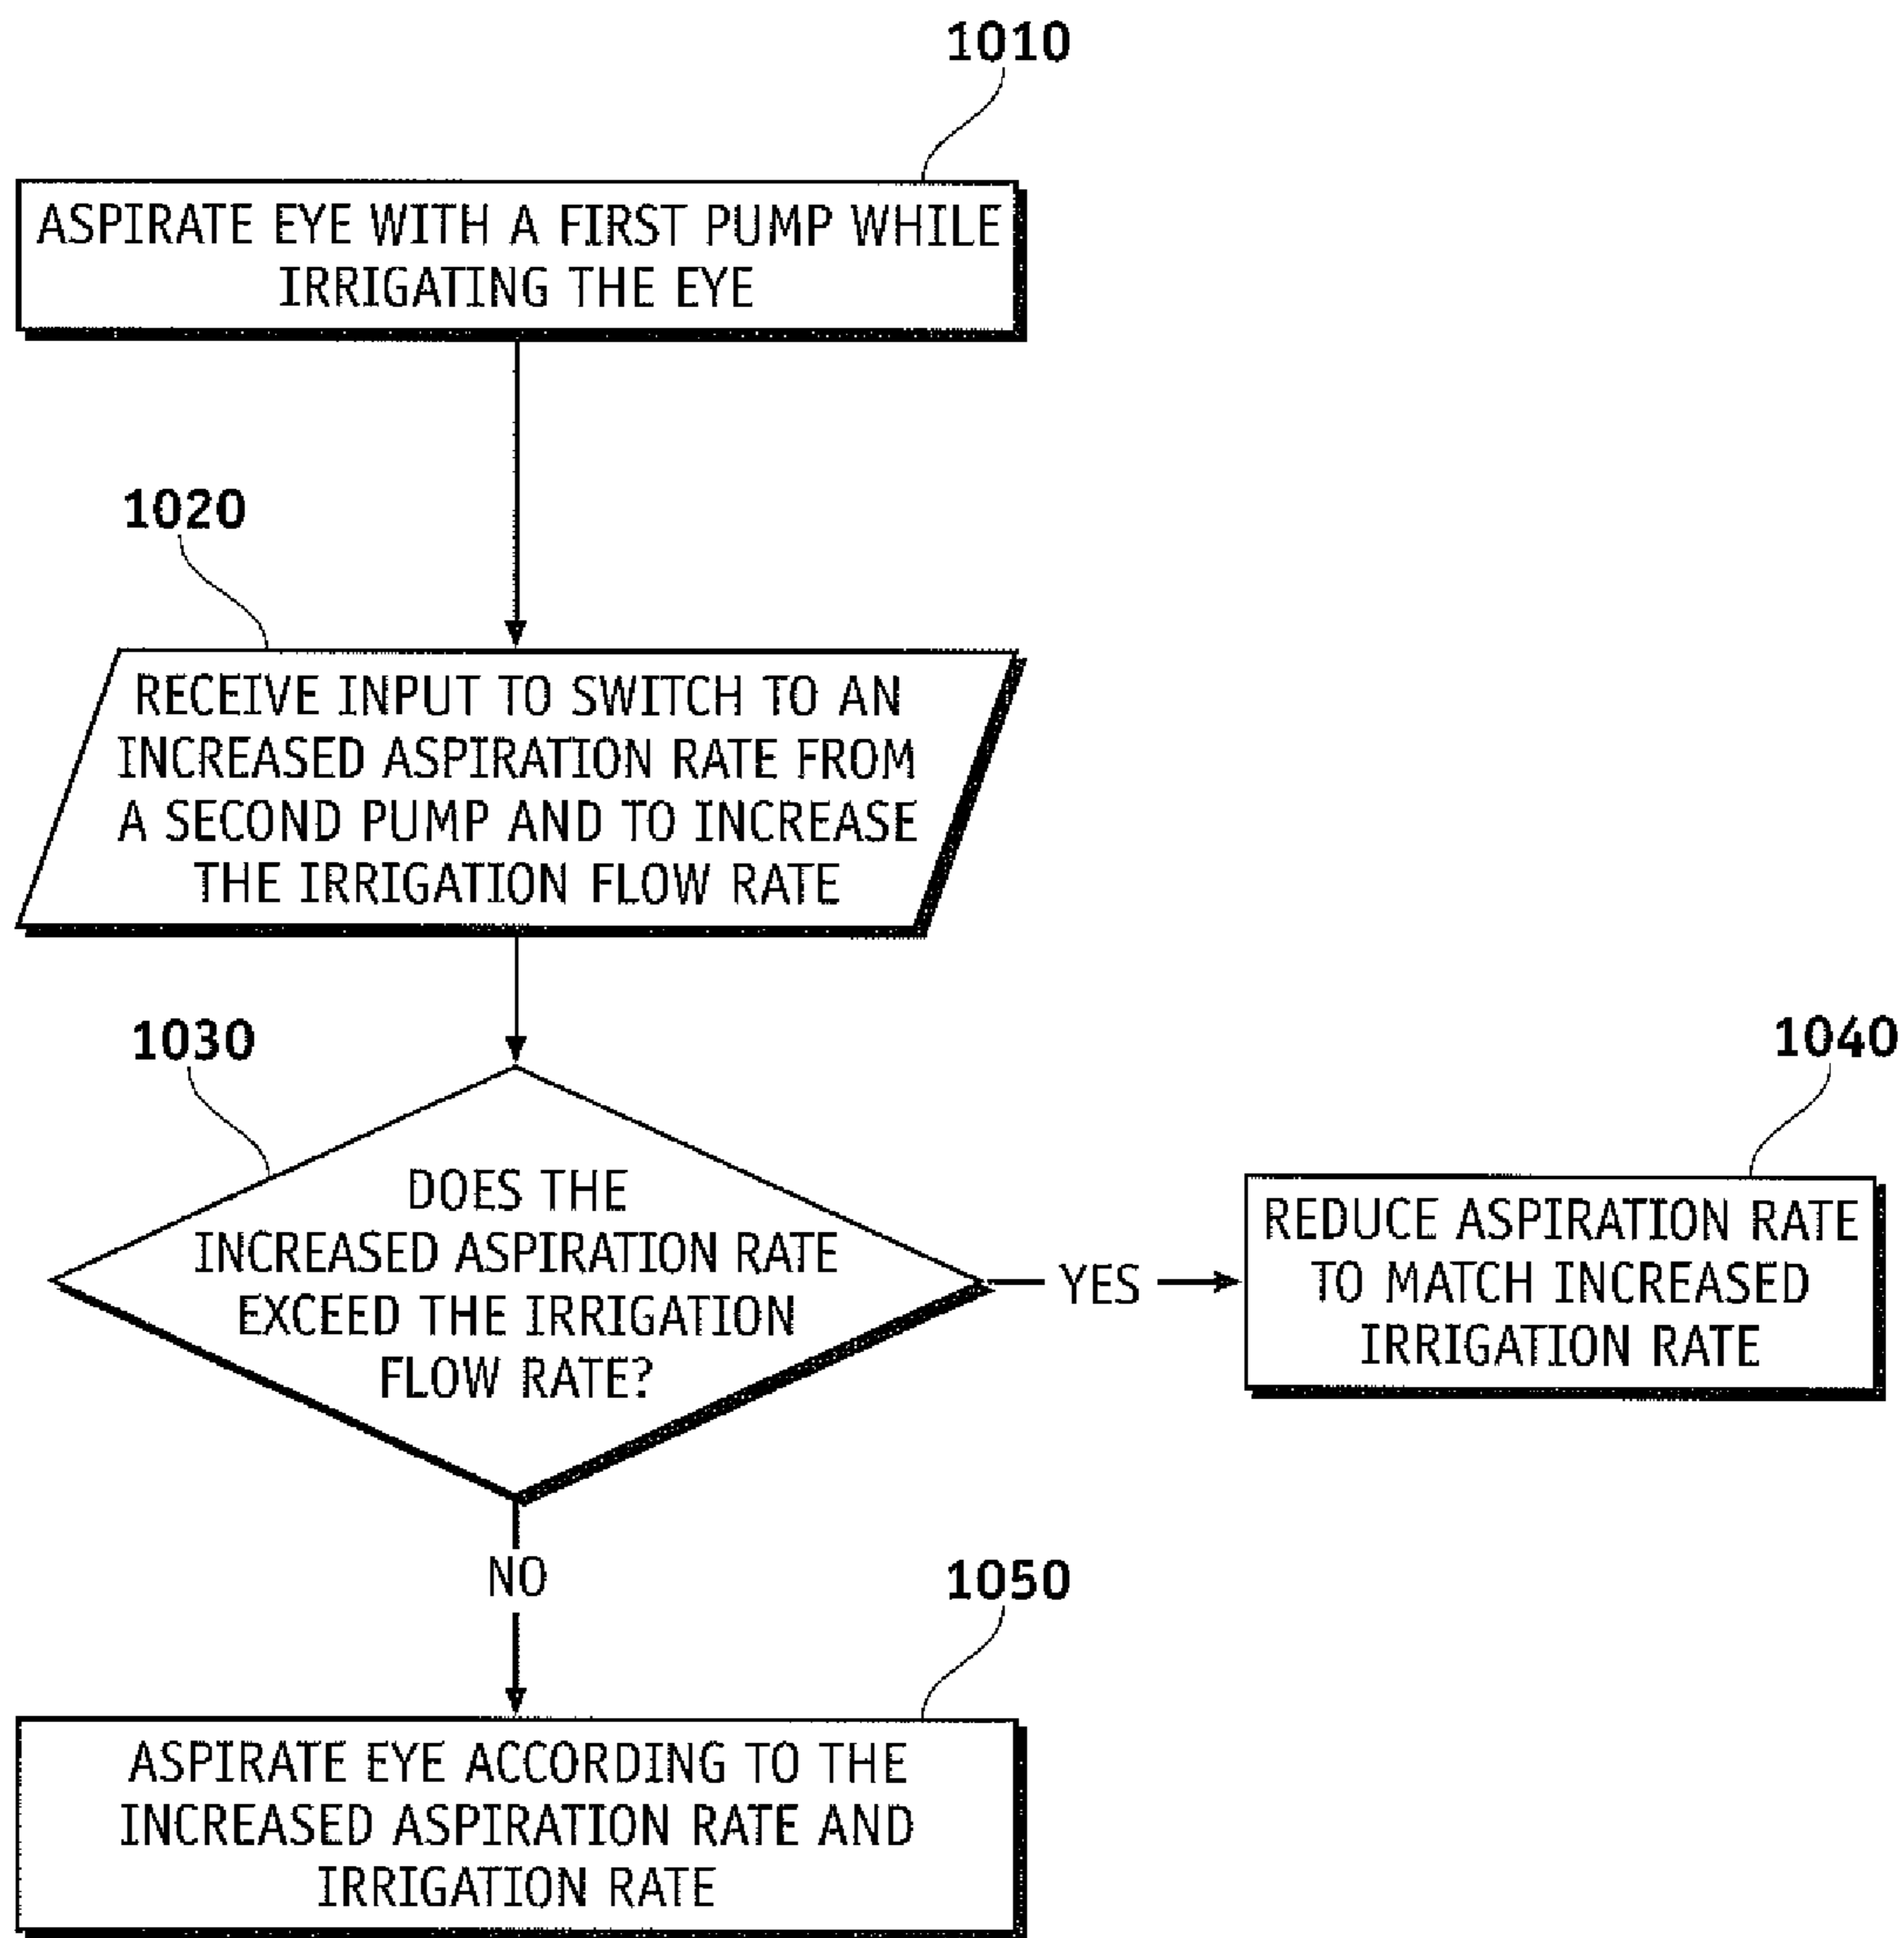 1010
ASPIRATE EYE WITH A FIRST PUMP WHILE
IRRIGATING THE EYE
1020
RECEIVE INPUT TO SWITCH TO AN
INCREASED ASPIRATION RATE FROM
A SECOND PUMP AND TO INCREASE
THE IRRIGATION FLOW RATE
1030
DOES THE
INCREASED ASPIRATION RATE
EXCEED THE IRRIGATION
FLOW RATE?
YES
1040
REDUCE ASPIRATION RATE
TO MATCH INCREASED
IRRIGATION RATE
NO
1050
ASPIRATE EYE ACCORDING TO THE
INCREASED ASPIRATION RATE AND
IRRIGATION RATE